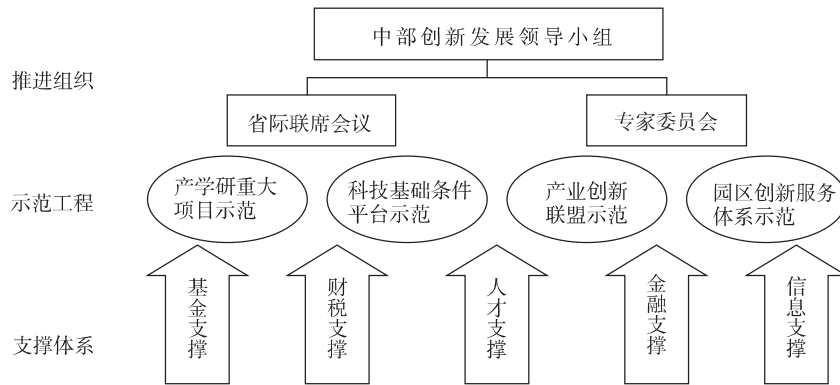 中部创新发展领导小组
推进组织
省际联席会议
专家委员会
示范工程
产学研重大
项目示范
科技基础条件
平台示范
产业创新
联盟示范
园区创新服务
体系示范
支撑体系
基金支撑
财税支撑
人才支撑
金融支撑
信息支撑